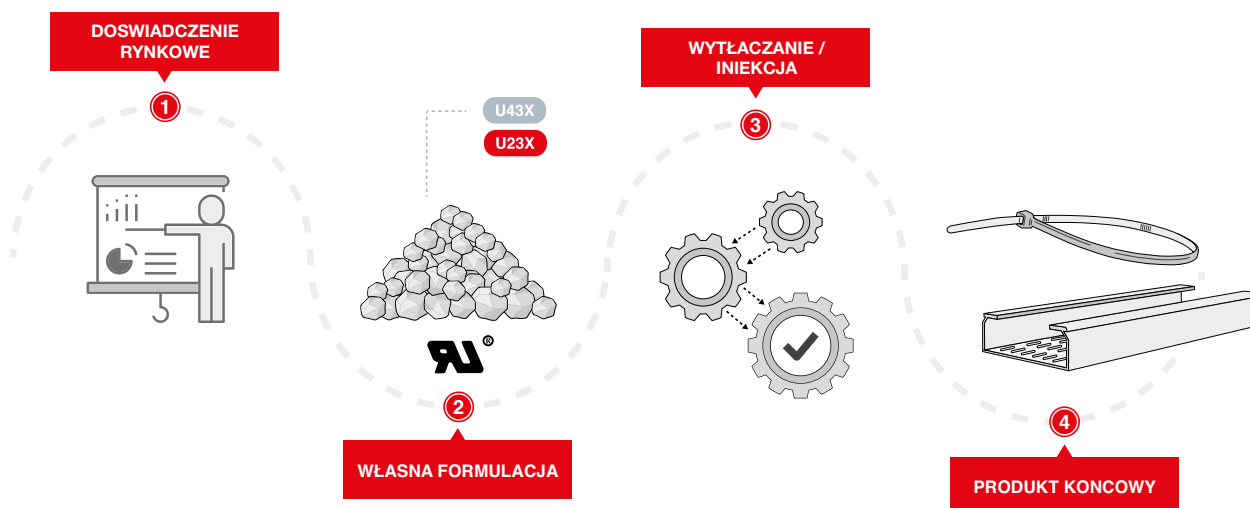 DOSWIADCZENIE
RYNKOWE
1
U43X
U23X
®
2
WŁASNA FORMULACJA
WYTŁACZANIE /
INIEKCJA
3
4
PRODUKT KONCOWY